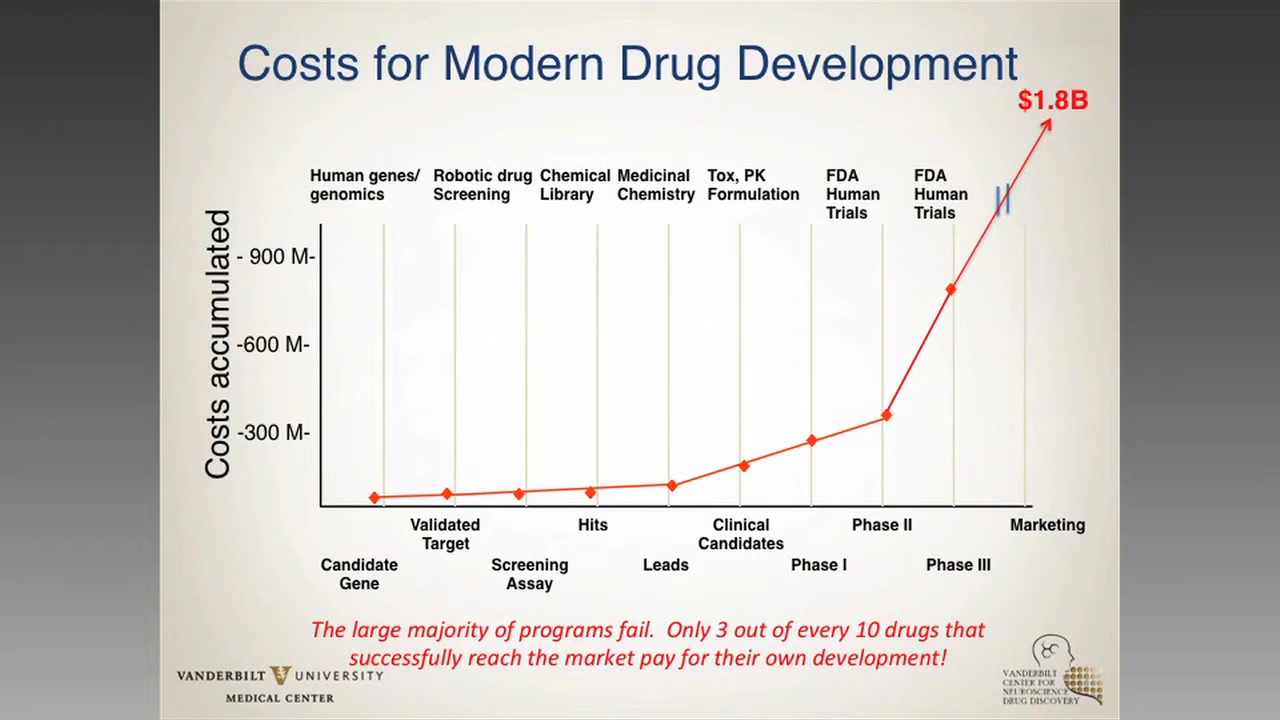 Costs for Modern Drug Development
$1.8B
Human genes/
genomics
Robotic drug
Screening
Chemical
Library
Medicinal
Chemistry
Tox, PK
Formulation
FDA
Human
Trials
FDA
Human
Trials
Costs accumulated
- 900 M-
-600 M-
-300 M-
Validated
Target
Hits
Clinical
Candidates
Phase II
Marketing
Candidate
Gene
Screening
Assay
Leads
Phase I
Phase III
The large majority of programs fail.  Only 3 out of every 10 drugs that
successfully reach the market pay for their own development!
VANDERBILT UNIVERSITY
MEDICAL CENTER
VANDERBILT
CENTER FOR
NEUROSCIENCE
DRUG DISCOVERY